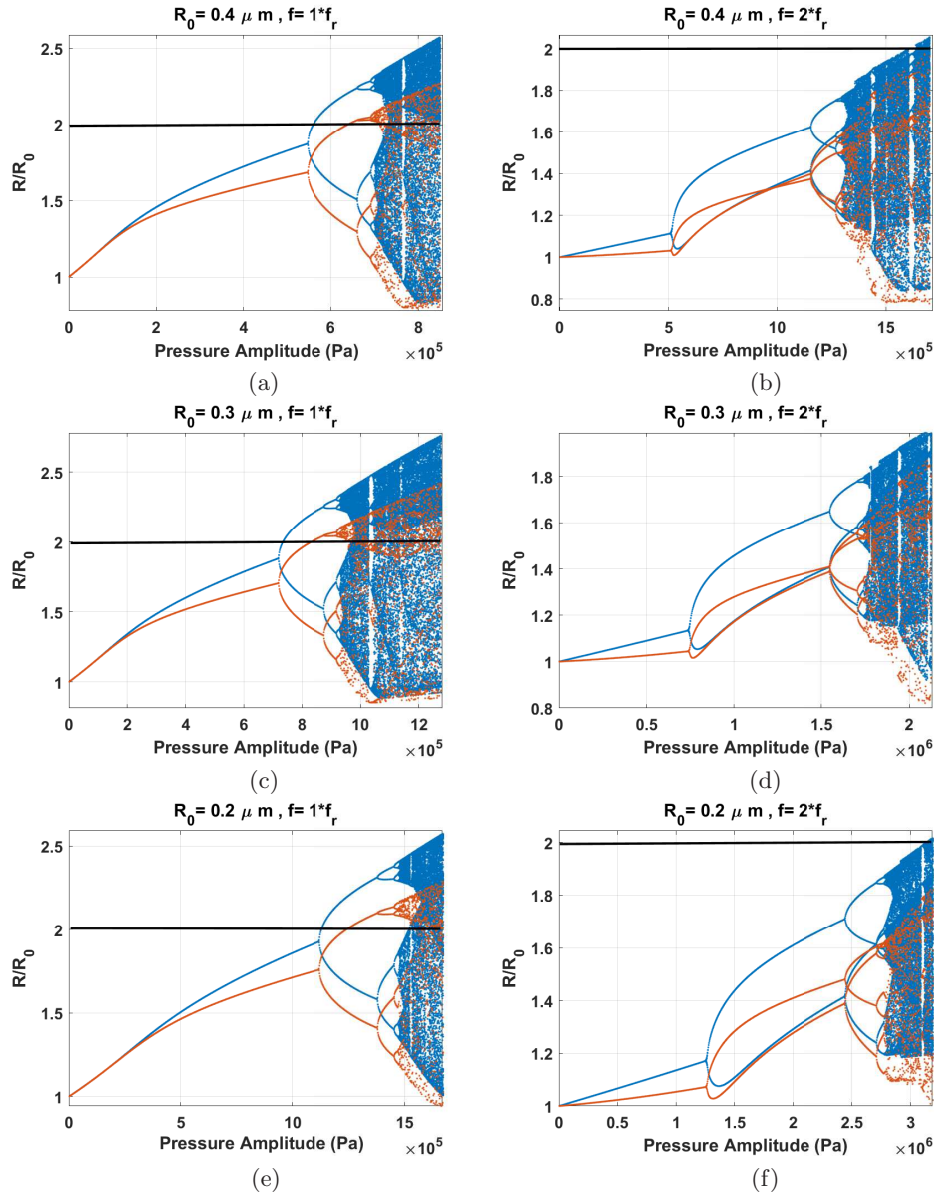 R0= 0.4 μ m , f= 1*fr
R/R0
2.5
2
1.5
1
0 2 4 6 8
Pressure Amplitude (Pa) ×10^5
(a)
R0= 0.4 μ m , f= 2*fr
R/R0
2
1.8
1.6
1.4
1.2
1
0.8
0 5 10 15
Pressure Amplitude (Pa) ×10^5
(b)
R0= 0.3 μ m , f= 1*fr
R/R0
2.5
2
1.5
1
0 2 4 6 8 10 12
Pressure Amplitude (Pa) ×10^5
(c)
R0= 0.3 μ m , f= 2*fr
R/R0
1.8
1.6
1.4
1.2
1
0.8
0 0.5 1 1.5 2
Pressure Amplitude (Pa) ×10^6
(d)
R0= 0.2 μ m , f= 1*fr
R/R0
2.5
2
1.5
1
0 5 10 15
Pressure Amplitude (Pa) ×10^5
(e)
R0= 0.2 μ m , f= 2*fr
R/R0
2
1.8
1.6
1.4
1.2
1
0 0.5 1 1.5 2 2.5 3
Pressure Amplitude (Pa) ×10^6
(f)